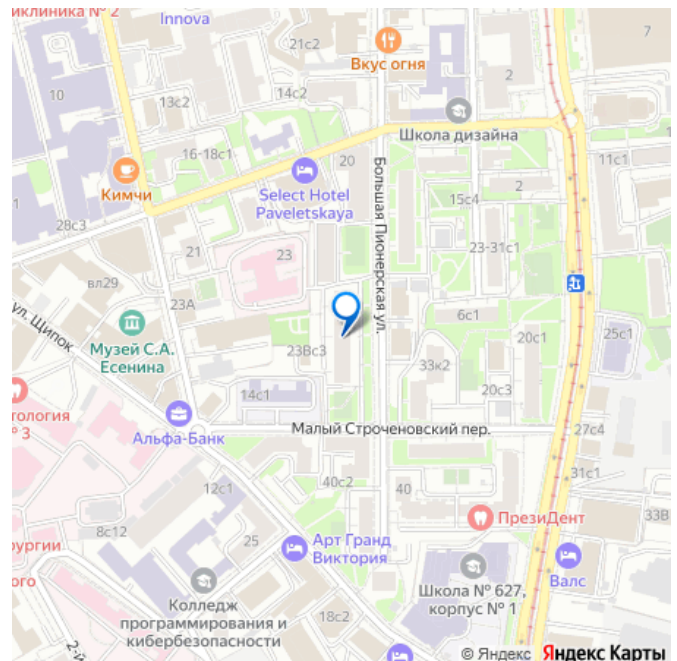 иклиника № 2
Innova
21с2
Вкус огня
7
10
2
13с2
Школа дизайна
11с1
16-18с1
20
Кимчи
Select Hotel
Paveletskaya
2
15с4
1
28с3
Большая Пионерская ул.
21
23
23-31с1
вл29
23А
6с1
ул. Щипок
Музей С.А.
Есенина
20с1
25с1
23Вс3
33к2
14с1
20с3
тология
№ 3
Альфа-Банк
Малый Строченовский пер.
27с4
12с1
40с2
40
31с1
8с12
ПрезиДент
33В
рургии
ого
25
Арт Гранд
Виктория
Валс
Колледж
программирования и
кибербезопасности
Школа № 627,
корпус № 1
18с2
2-й
© Яндекс Яндекс Карты